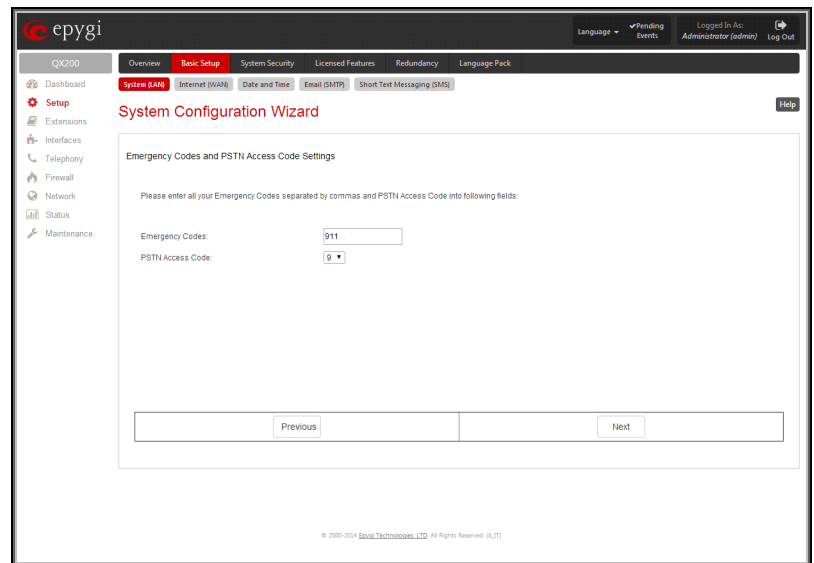 epygi
Language
Pending Events
Logged In As:
Administrator (admin)
Log Out
QX200
Overview
Basic Setup
System Security
Licensed Features
Redundancy
Language Pack
Dashboard
Setup
Extensions
Interfaces
Telephony
Firewall
Network
Status
Maintenance
System (LAN)
Internet (WAN)
Date and Time
Email (SMTP)
Short Text Messaging (SMS)
System Configuration Wizard
Help
Emergency Codes and PSTN Access Code Settings
Please enter all your Emergency Codes separated by commas and PSTN Access Code into following fields:
Emergency Codes: 911
PSTN Access Code: 9
Previous
Next
© 2000-2014 Epygi Technologies, LTD. All Rights Reserved. (it_IT)